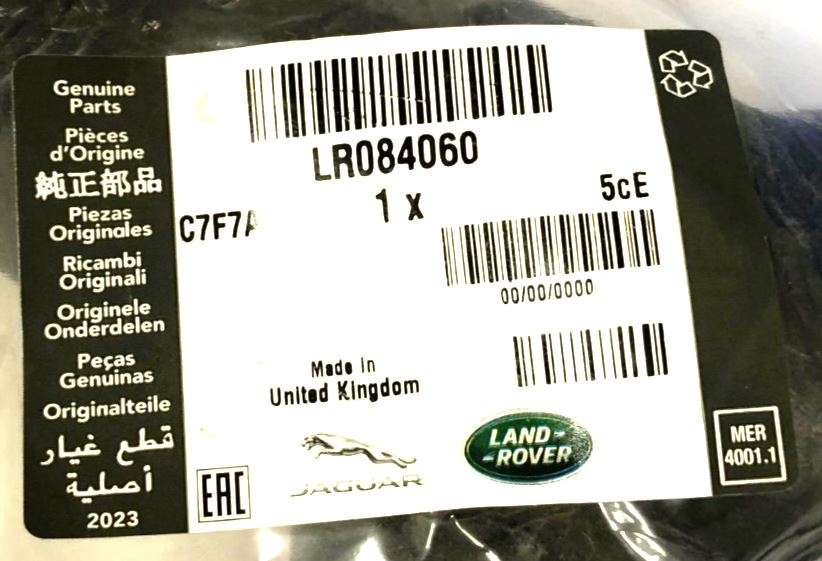 Genuine
Parts
Pièces
d'Origine
純正部品
Piezas
Originales
Ricambi
Originali
Originele
Onderdelen
Peças
Genuinas
Originalteile
قطع غيار
أصلية
2023
LR084060
1 x
5cE
C7F7A
00/00/0000
Made in
United Kingdom
EAC
JAGUAR
LAND-
-ROVER
MER
4001.1